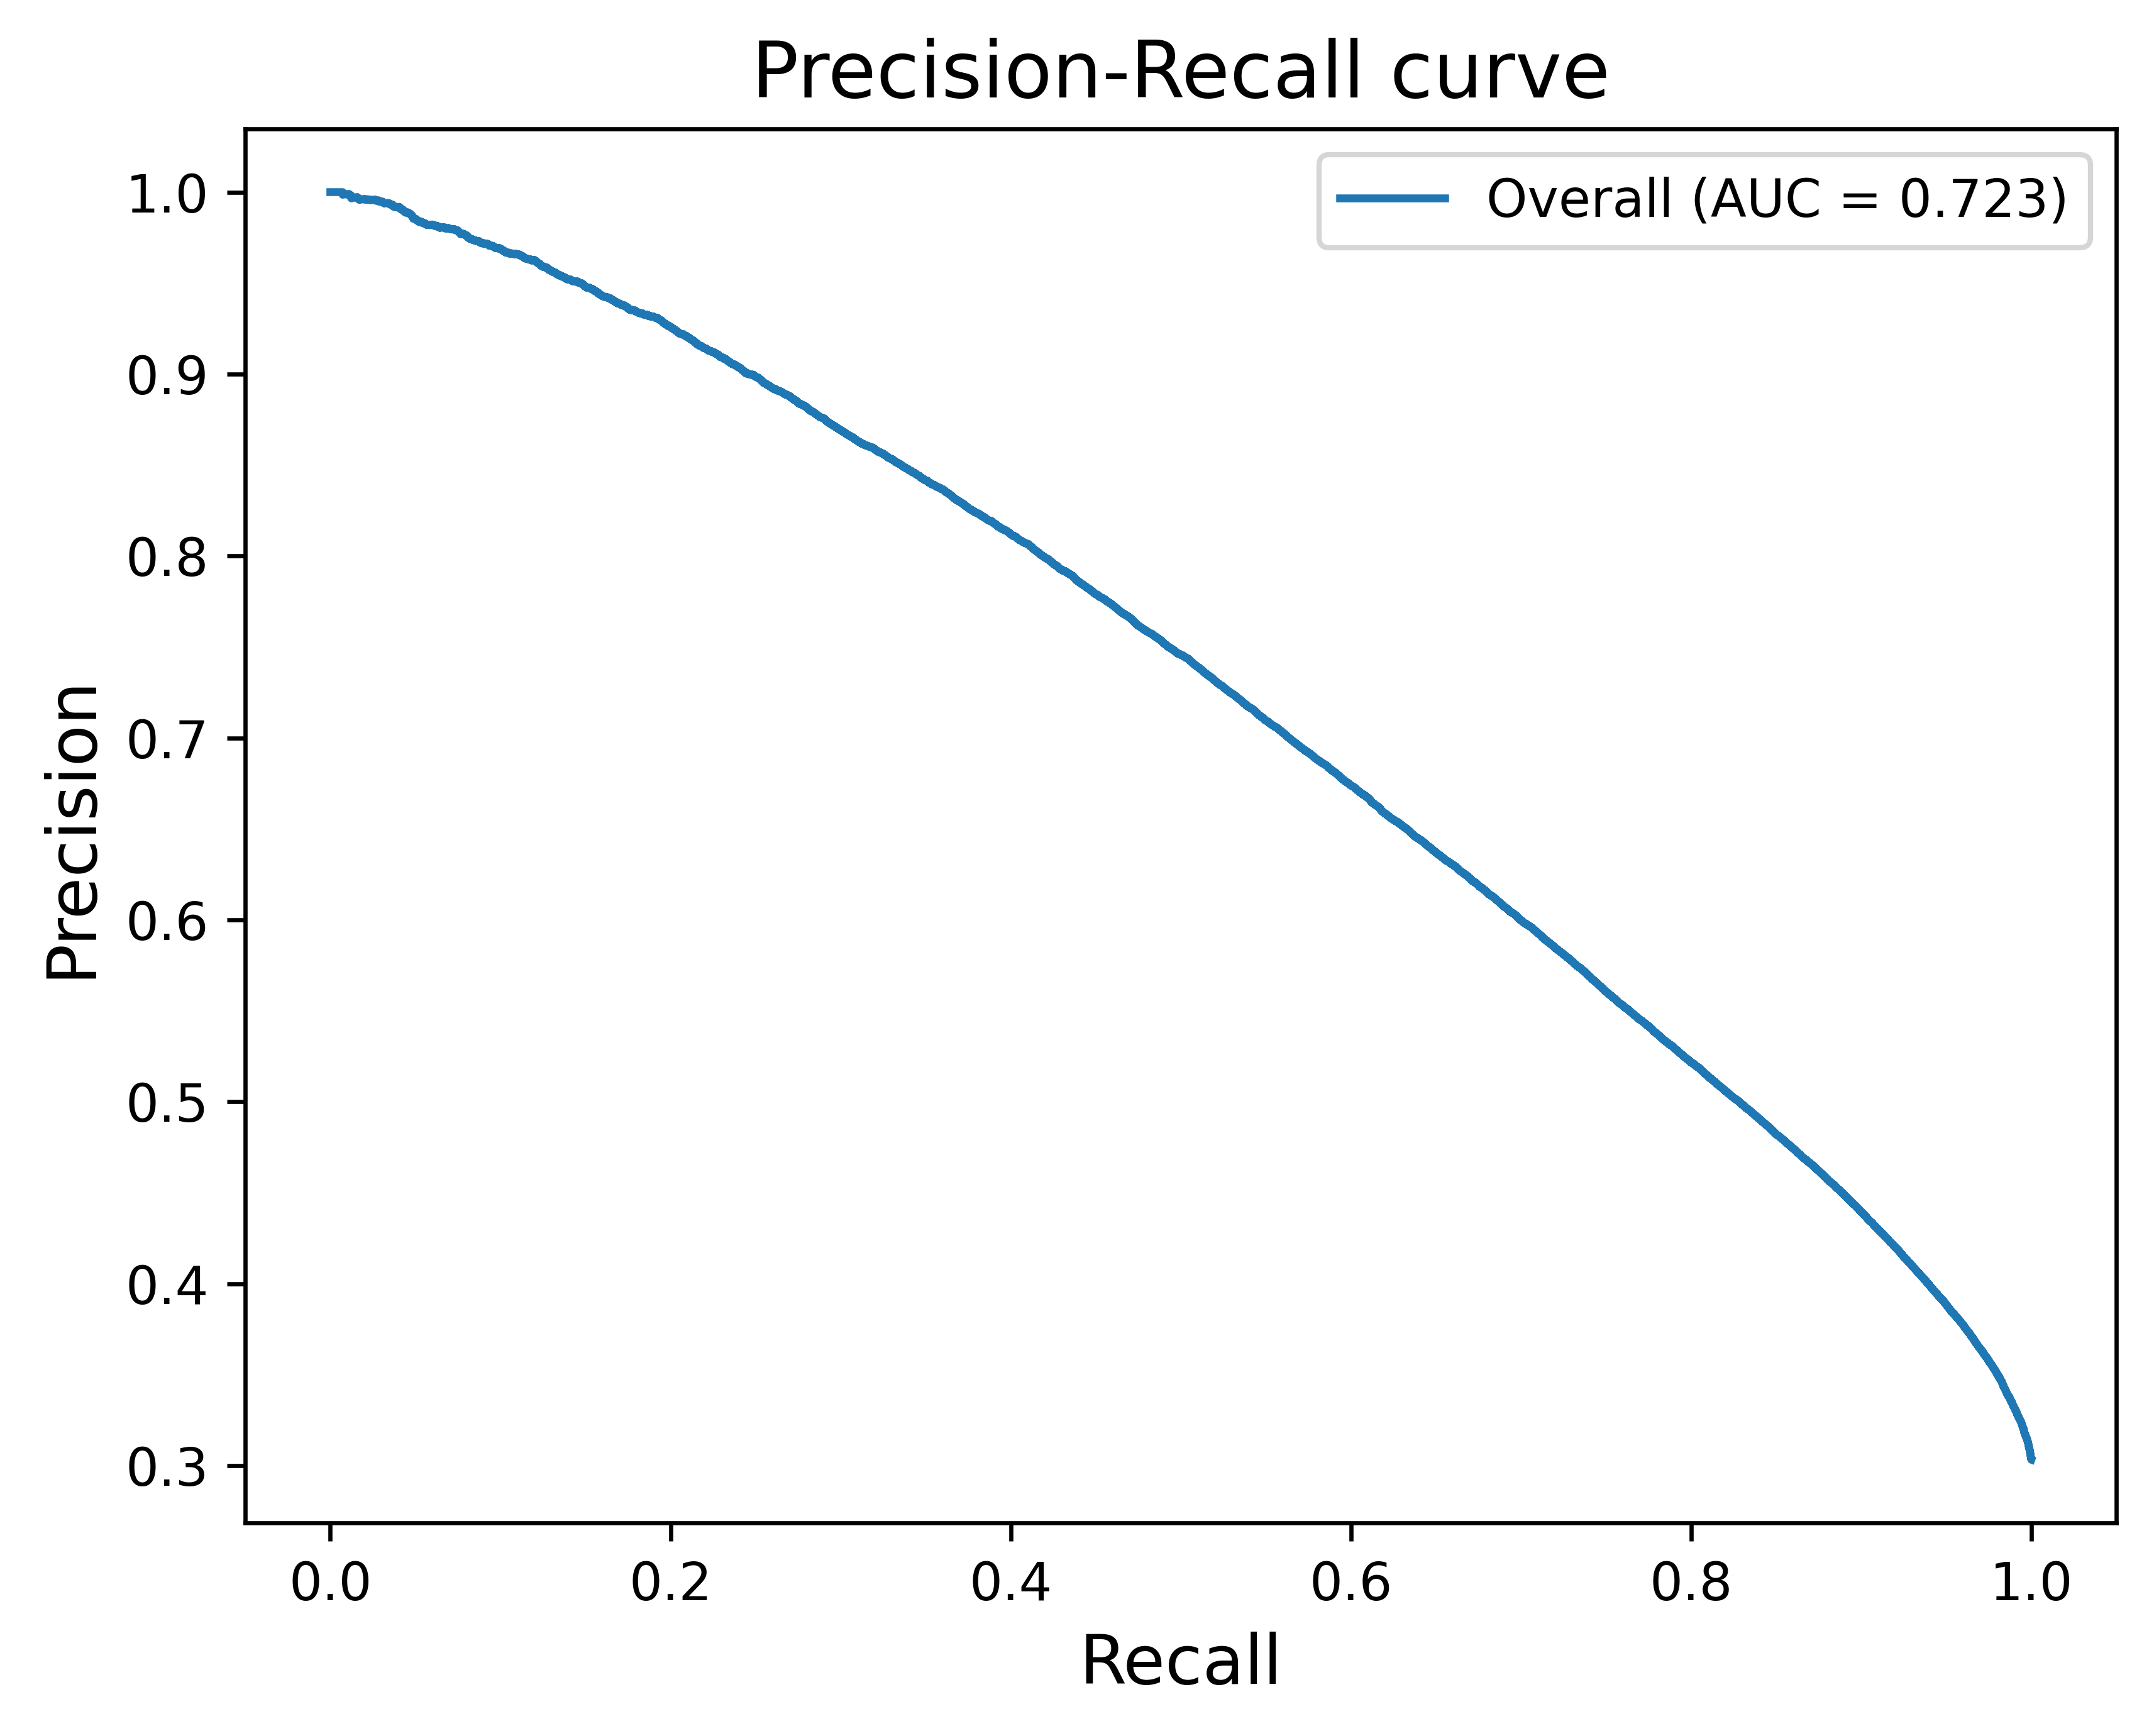 Precision-Recall curve
Overall (AUC = 0.723)
1.0
0.9
0.8
0.7
0.6
0.5
0.4
0.3
Precision
0.0 0.2 0.4 0.6 0.8 1.0
Recall